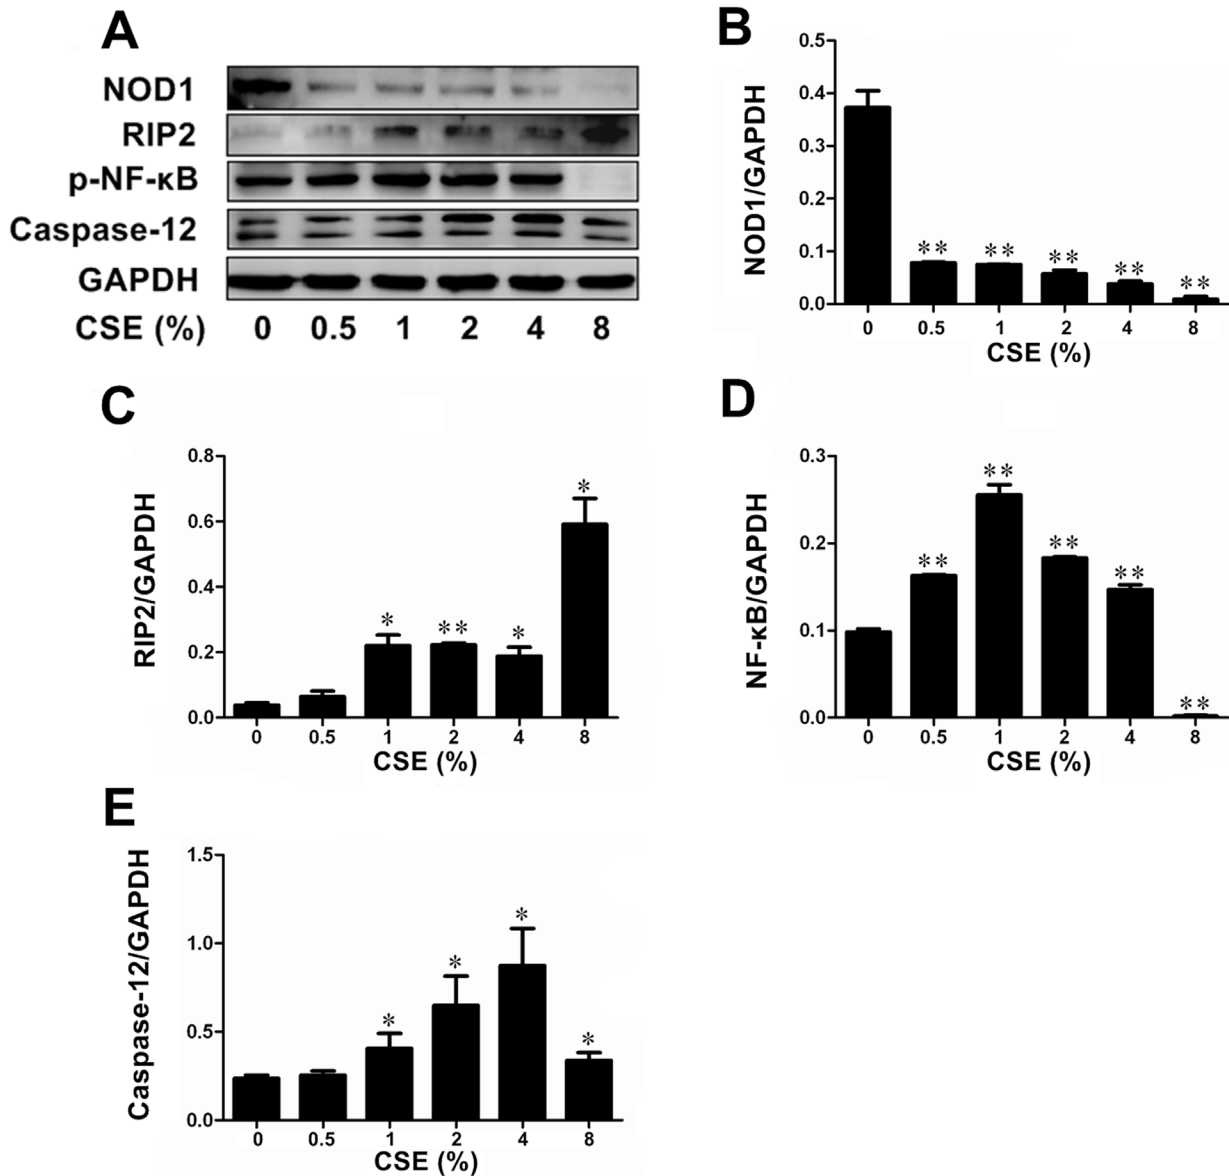 A
NOD1
RIP2
p-NF-κB
Caspase-12
GAPDH
CSE (%) 0 0.5 1 2 4 8
B
NOD1/GAPDH
0.5
0.4
0.3
0.2
0.1
0.0
** ** ** ** **
0 0.5 1 2 4 8
CSE (%)
C
RIP2/GAPDH
0.8
0.6
0.4
0.2
0.0
* ** * *
0 0.5 1 2 4 8
CSE (%)
D
NF-κB/GAPDH
0.3
0.2
0.1
0.0
** ** ** ** **
0 0.5 1 2 4 8
CSE (%)
E
Caspase-12/GAPDH
1.5
1.0
0.5
0.0
* * * *
0 0.5 1 2 4 8
CSE (%)